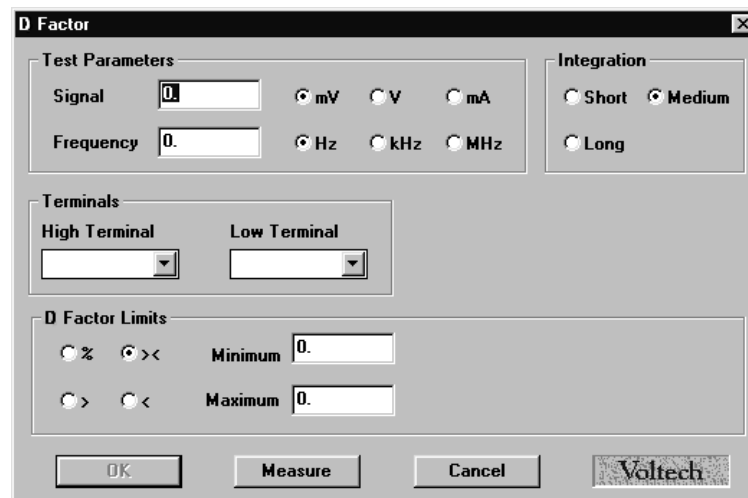 D Factor
Test Parameters
Signal 0. mV V mA
Frequency 0. Hz kHz MHz
Integration
Short Medium
Long
Terminals
High Terminal Low Terminal
D Factor Limits
% >< Minimum 0.
> < Maximum 0.
OK Measure Cancel Voltech